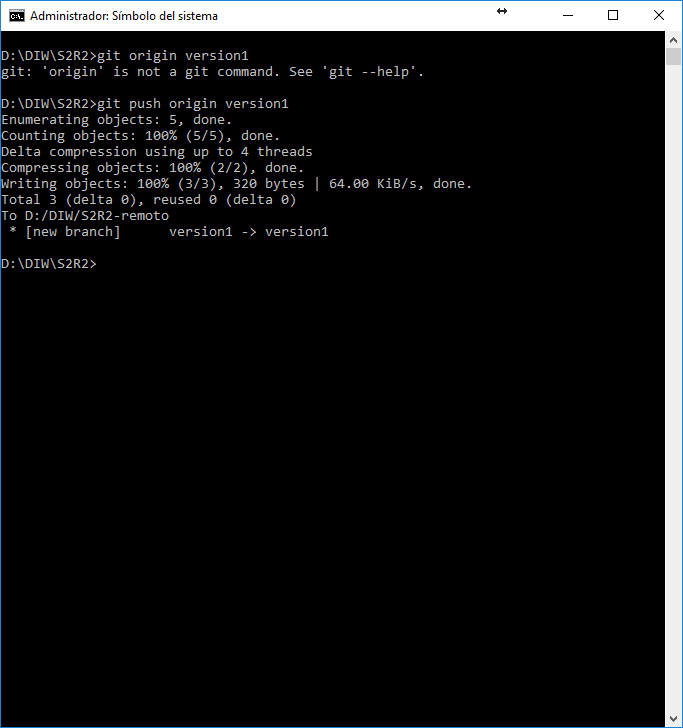 Administrador: Símbolo del sistema
D:\DIW\S2R2>git origin version1
git: 'origin' is not a git command. See 'git --help'.
D:\DIW\S2R2>git push origin version1
Enumerating objects: 5, done.
Counting objects: 100% (5/5), done.
Delta compression using up to 4 threads
Compressing objects: 100% (2/2), done.
Writing objects: 100% (3/3), 320 bytes | 64.00 KiB/s, done.
Total 3 (delta 0), reused 0 (delta 0)
To D:/DIW/S2R2-remoto
 * [new branch]      version1 -> version1
D:\DIW\S2R2>